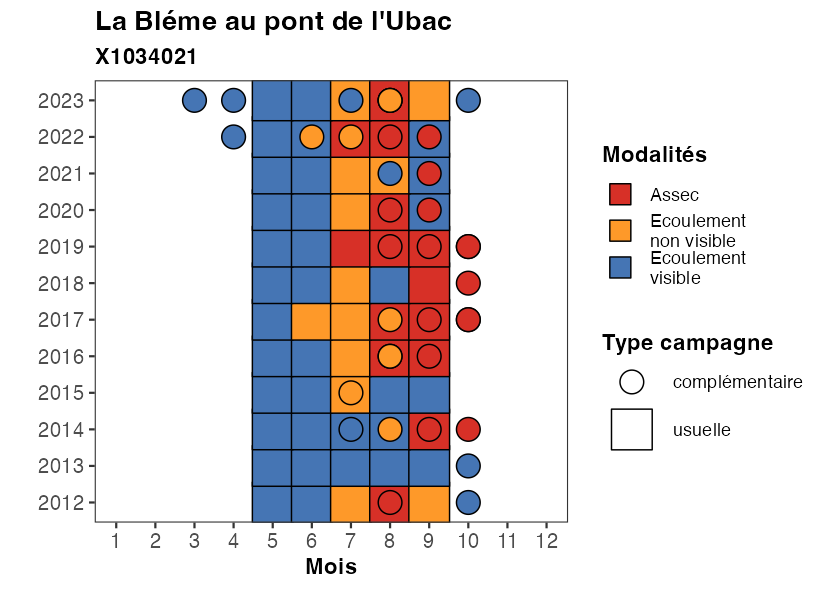 La Bléme au pont de l'Ubac
X1034021
2023
2022
2021
2020
2019
2018
2017
2016
2015
2014
2013
2012
1 2 3 4 5 6 7 8 9 10 11 12
Mois
Modalités
Assec
Ecoulement
non visible
Ecoulement
visible
Type campagne
complémentaire
usuelle